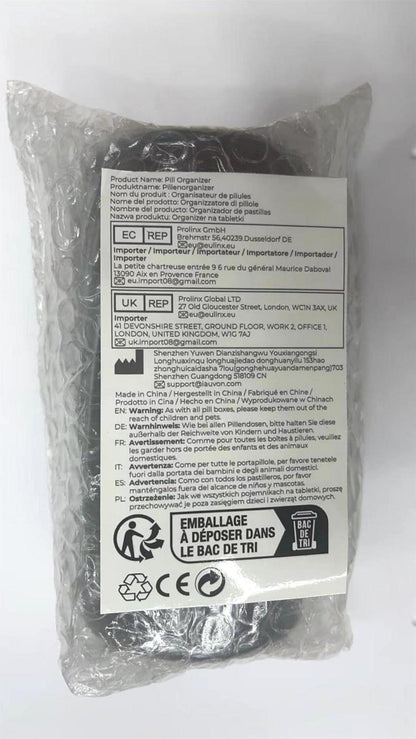 Product Name: Pill Organizer
Produktname: Pillenorganizer
Nom du produit : Organisateur de pilules
Nome del prodotto: Organizzatore di pillole
Nombre del producto: Organizador de pastillas
Nazwa produktu: Organizer na tabletki
EC REP Prolinx GmbH
Brehmstr 56,40239.Dusseldorf DE
eu@eulinx.eu
Importer / Importeur / Importateur / Importatore / Importador /
Importer
La petite chartreuse entrée 9 6 rue du général Maurice Daboval
13090 Aix en Provence France
eu.import08@gmail.com
UK REP Prolinx Global LTD
27 Old Gloucester Street, London, WC1N 3AX, UK
eu@eulinx.eu
Importer
41 DEVONSHIRE STREET, GROUND FLOOR, WORK 2, OFFICE 1,
LONDON, UNITED KINGDOM, W1G 7AJ
uk.import08@gmail.com
Shenzhen Yuwen Dianzishangwu Youxiangongsi
Longhuaxinqu longhuajiedao donghuanyilu 153hao
zhonghuicaidasha 7lou(gonghehuayuandamenpang)703
Shenzhen Guangdong 518109 CN
support@iauvon.com
Made in China / Hergestellt in China / Fabriqué en Chine /
Prodotto in Cina / Hecho en China / Wyprodukowane w Chinach
EN: Warning: As with all pill boxes, please keep them out of the
reach of children and pets.
DE: Warnhinweis: Wie bei allen Pillendosen, bitte halten Sie diese
außerhalb der Reichweite von Kindern und Haustieren.
FR: Avertissement: Comme pour toutes les boîtes à pilules, veuillez
les garder hors de portée des enfants et des animaux
domestiques.
IT: Avvertenza: Come per tutte le portapillole, per favore tenetele
fuori dalla portata dei bambini e degli animali domestici.
ES: Advertencia: Como con todos los pastilleros, por favor
manténgalos fuera del alcance de niños y mascotas.
PL: Ostrzeżenie: Jak we wszystkich pojemnikach na tabletki, proszę
przechowywać je poza zasięgiem dzieci i zwierząt domowych.
EMBALLAGE
À DÉPOSER DANS
LE BAC DE TRI
BAC
DE
TRI
CE